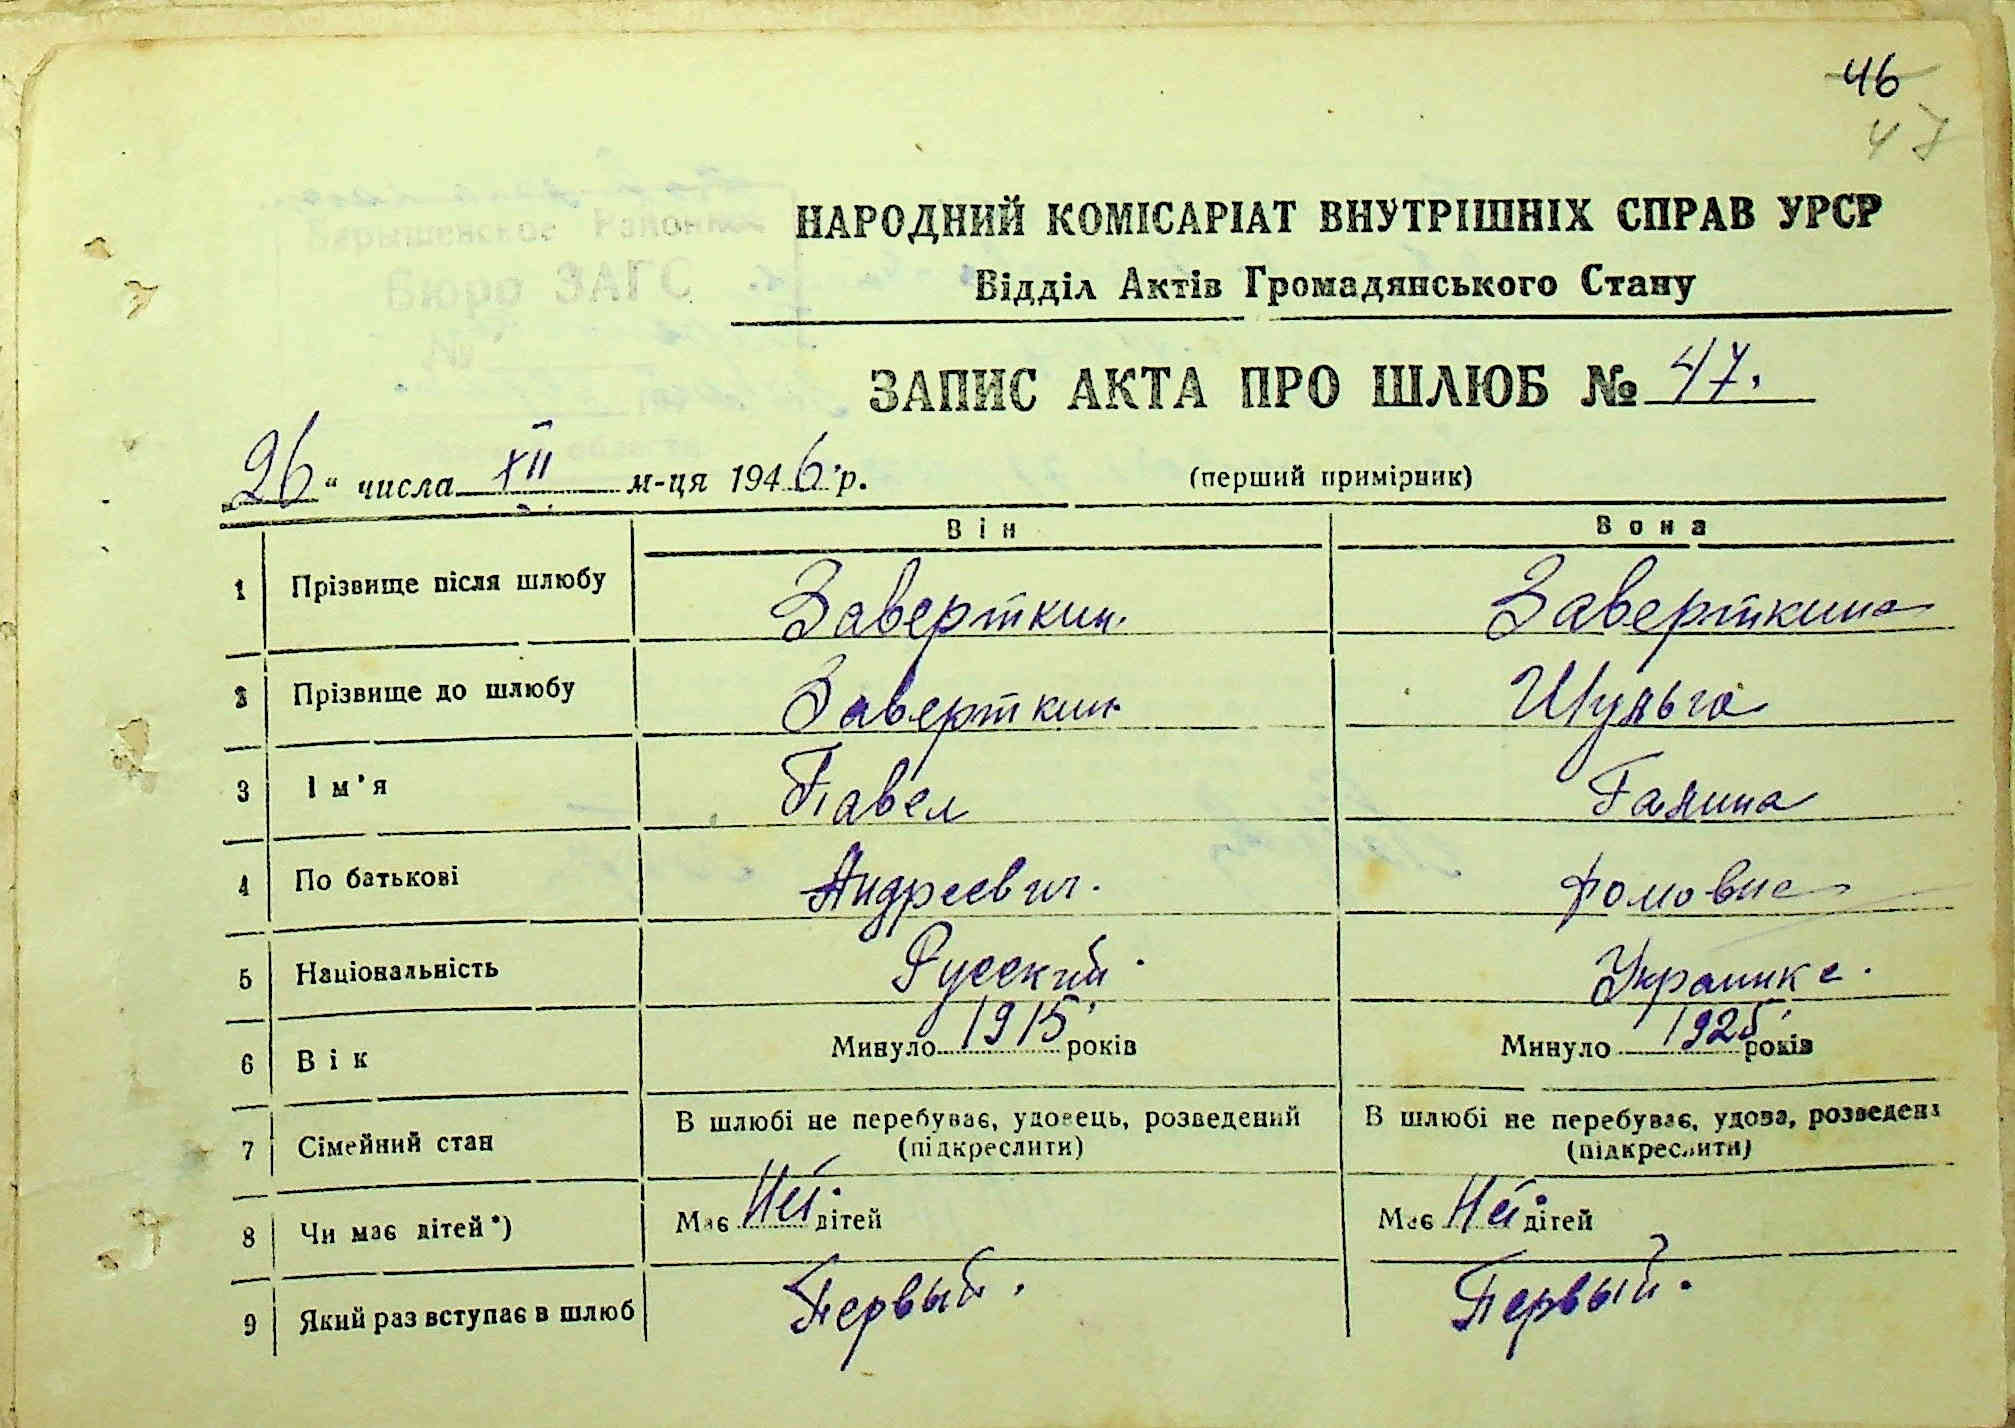 46
47
НАРОДНИЙ КОМІСАРІАТ ВНУТРІШНІХ СПРАВ УРСР
Відділ Актів Громадянського Стану
ЗАПИС АКТА ПРО ШЛЮБ № 47.
26 " числа XII м-ця 1946 р. (перший примірник)
Він Вона
1 Прізвище після шлюбу Заверткин. Заверткина
2 Прізвище до шлюбу Заверткин Шульга
3 Ім'я Павел Галина
4 По батькові Андреевич. Фомовна
5 Національність Русский. Украинка.
6 Вік Минуло 1915 років Минуло 1925 років
7 Сімейний стан В шлюбі не перебуває, удовець, розведений (підкреслити) В шлюбі не перебуває, удова, розведена (підкреслити)
8 Чи має дітей*) Має Нет дітей Має Нет дітей
9 Який раз вступає в шлюб Первый. Первый.
Бюро ЗАГС